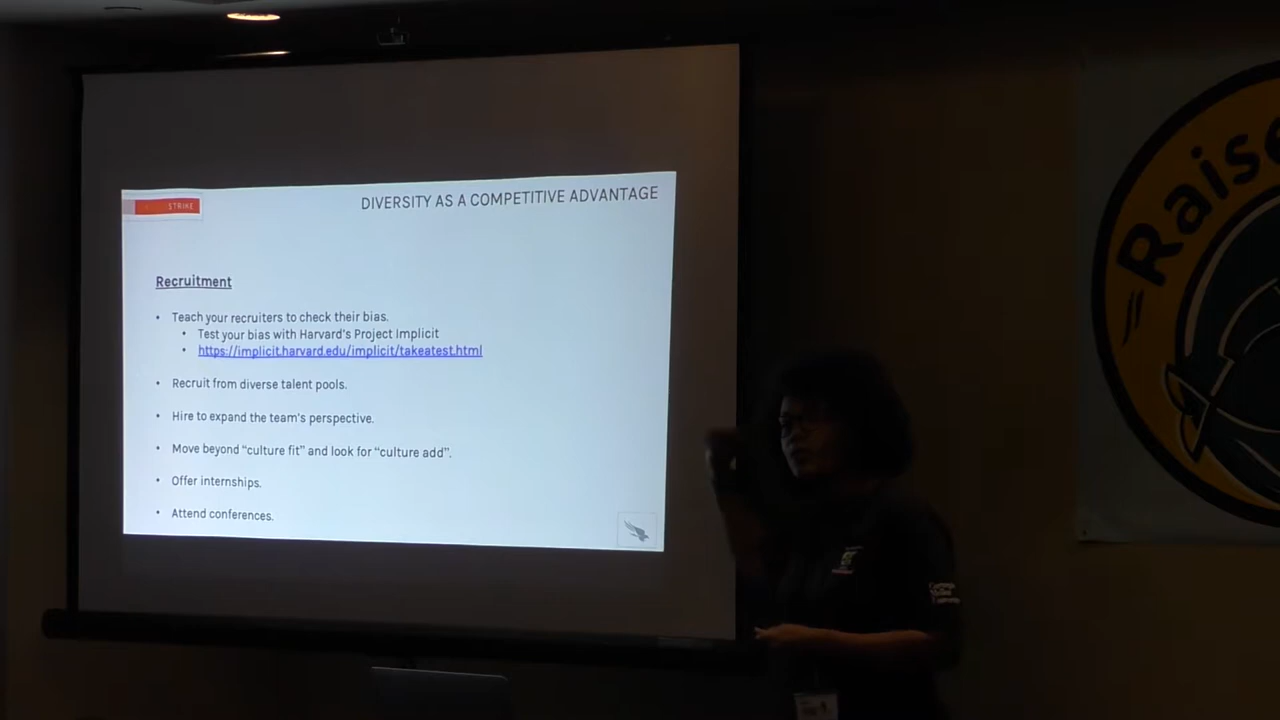 STRIKE
DIVERSITY AS A COMPETITIVE ADVANTAGE
Recruitment
• Teach your recruiters to check their bias.
• Test your bias with Harvard's Project Implicit
• https://implicit.harvard.edu/implicit/takeatest.html
• Recruit from diverse talent pools.
• Hire to expand the team's perspective.
• Move beyond “culture fit” and look for “culture add”.
• Offer internships.
• Attend conferences.
Raise